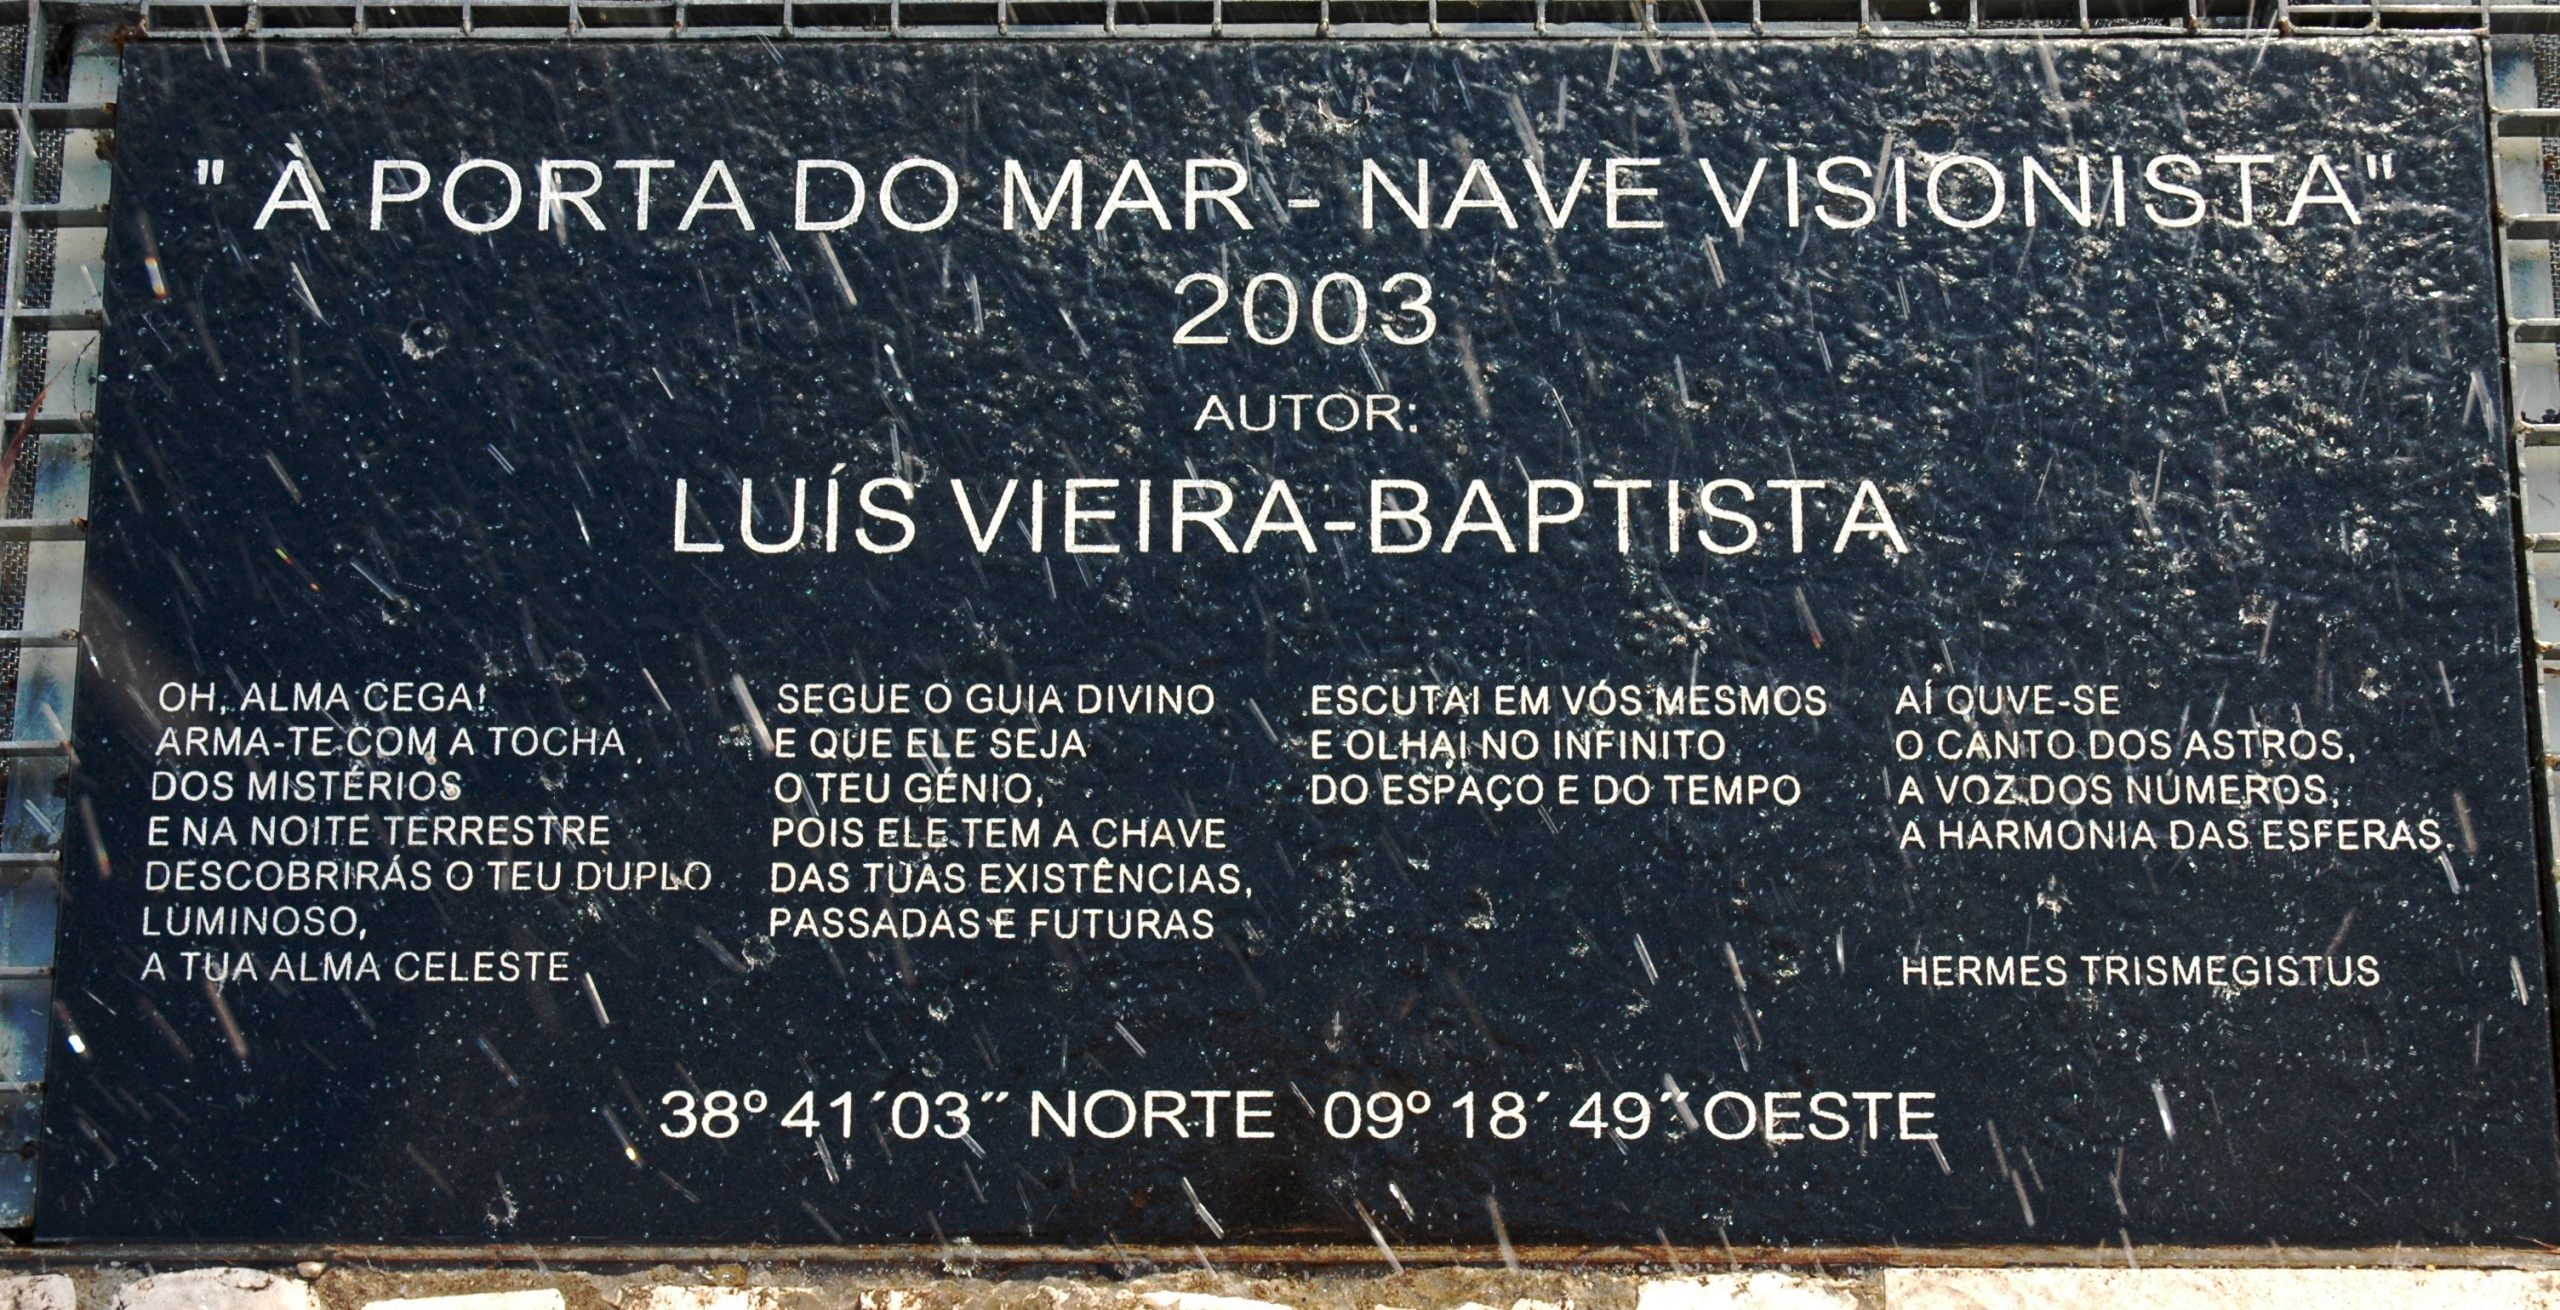 "À PORTA DO MAR - NAVE VISIONISTA"
2003
AUTOR:
LUÍS VIEIRA-BAPTISTA
OH, ALMA CEGA!
ARMA-TE COM A TOCHA
DOS MISTÉRIOS
E NA NOITE TERRESTRE
DESCOBRIRÁS O TEU DUPLO
LUMINOSO,
A TUA ALMA CELESTE
SEGUE O GUIA DIVINO
E QUE ELE SEJA
O TEU GÉNIO,
POIS ELE TEM A CHAVE
DAS TUAS EXISTÊNCIAS,
PASSADAS E FUTURAS
ESCUTAI EM VÓS MESMOS
E OLHAI NO INFINITO
DO ESPAÇO E DO TEMPO
AÍ OUVE-SE
O CANTO DOS ASTROS,
A VOZ DOS NÚMEROS,
A HARMONIA DAS ESFERAS.
HERMES TRISMEGISTUS
38º 41´03´´ NORTE 09º 18´ 49´´ OESTE